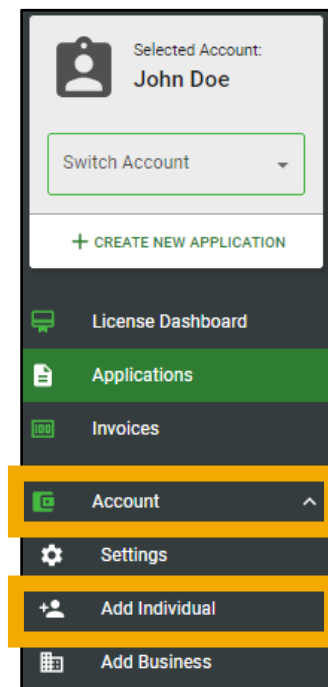 Selected Account:
John Doe
Switch Account
+ CREATE NEW APPLICATION
License Dashboard
Applications
Invoices
Account
Settings
Add Individual
Add Business